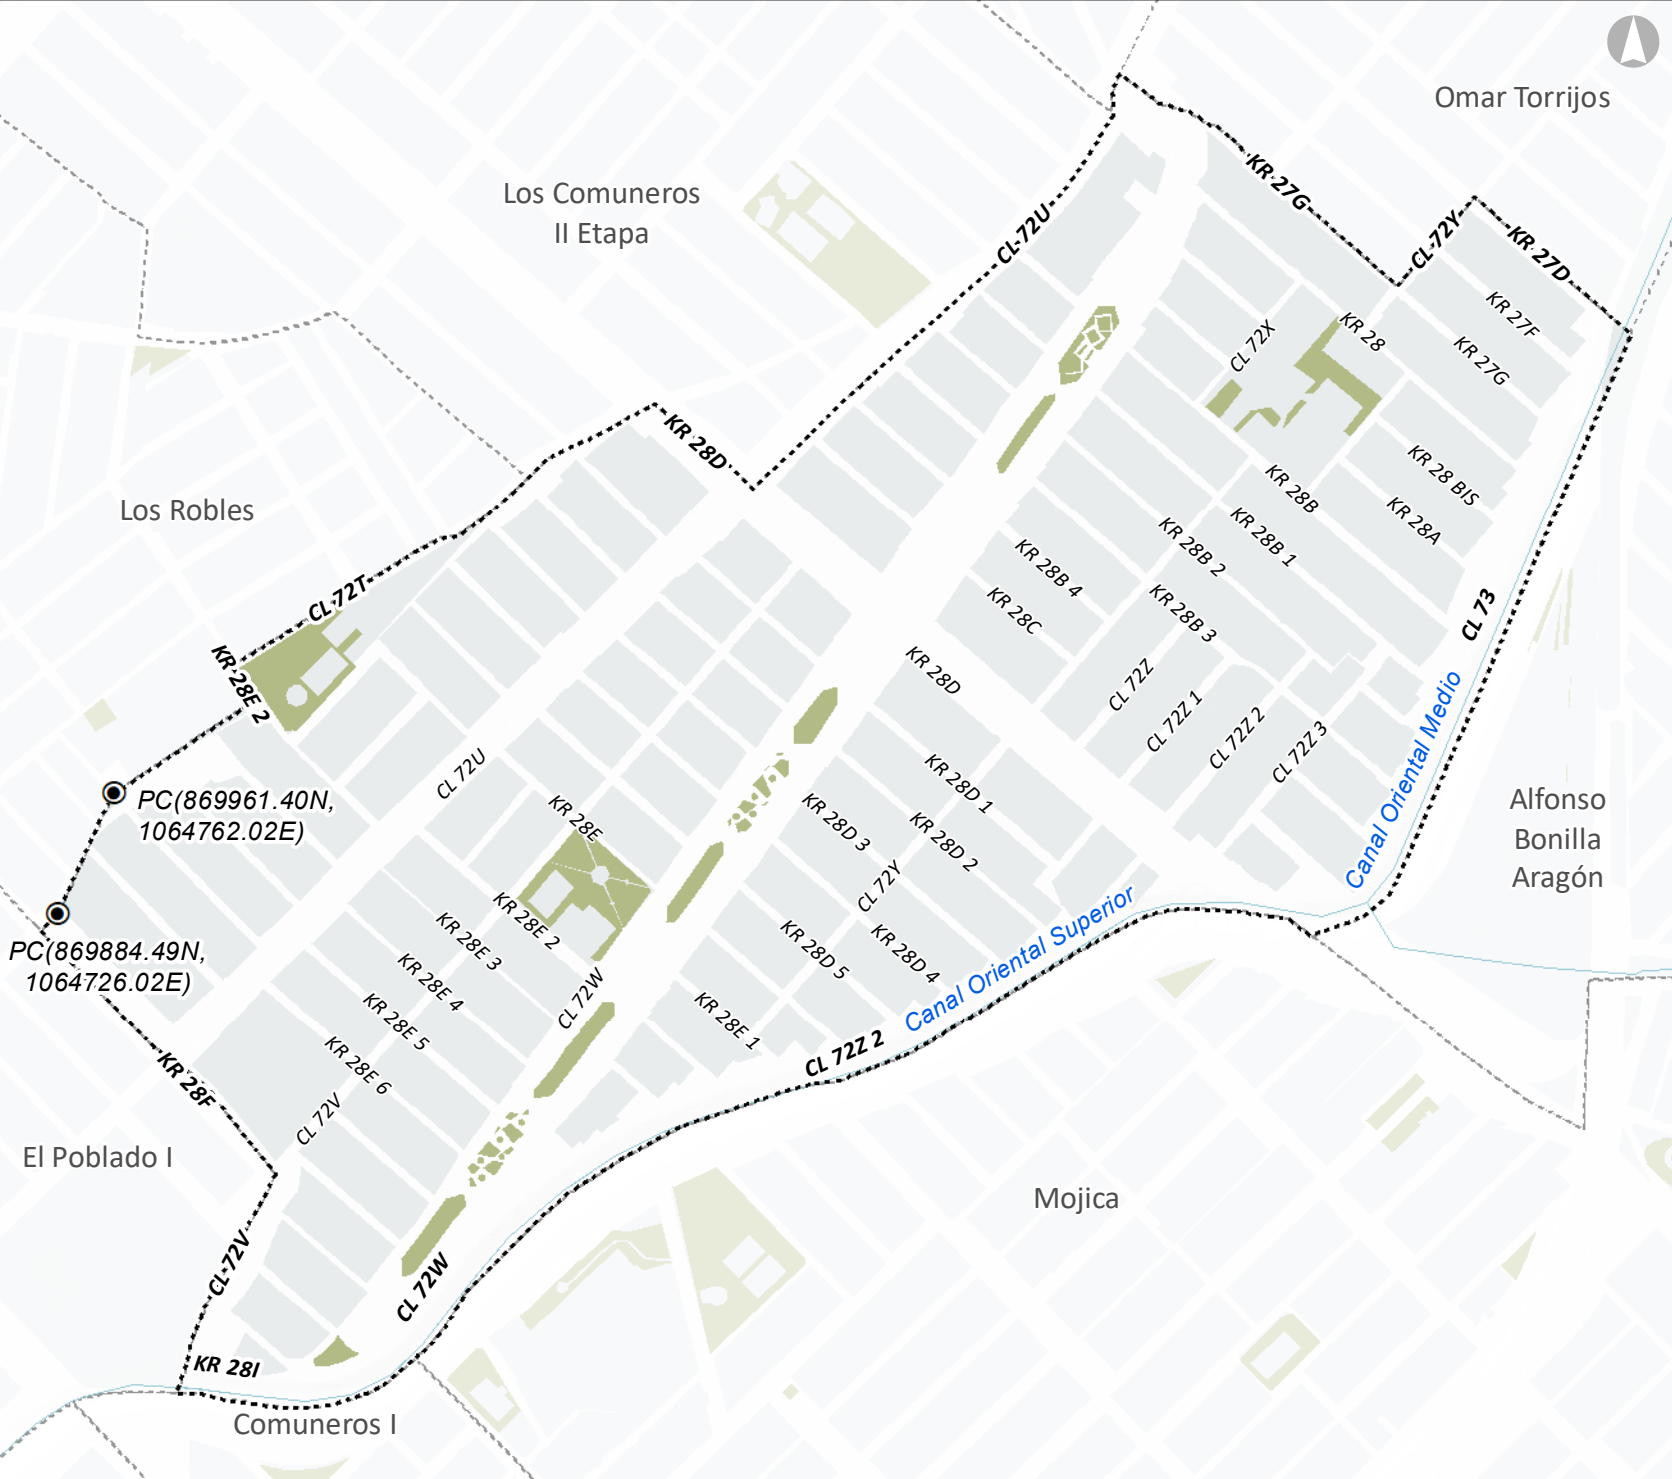 Omar Torrijos
KR 27G
Los Comuneros
II Etapa
CL 72U
CL 72Y
KR 27D
KR 27F
CL 72X
KR 28
KR 27G
KR 28D
KR 28 BIS
KR 28B
KR 28A
Los Robles
KR 28B 1
KR 28B 2
KR 28B 4
CL 72T
KR 28C
KR 28B 3
CL 73
KR 28E 2
KR 28D
CL 72Z
CL 72Z 1
CL 72Z 2
CL 72Z 3
Canal Oriental Medio
CL 72U
KR 28D 1
PC(869961.40N,
1064762.02E)
KR 28E
KR 28D 3
KR 28D 2
Alfonso
Bonilla
Aragón
CL 72Y
KR 28E 2
KR 28E 3
KR 28D 5
KR 28D 4
Canal Oriental Superior
PC(869884.49N,
1064726.02E)
KR 28E 4
CL 72W
KR 28E 5
KR 28E 1
KR 28E 6
CL 72Z 2
KR 28F
CL 72V
El Poblado I
Mojica
CL 72V
CL 72W
KR 28I
Comuneros I